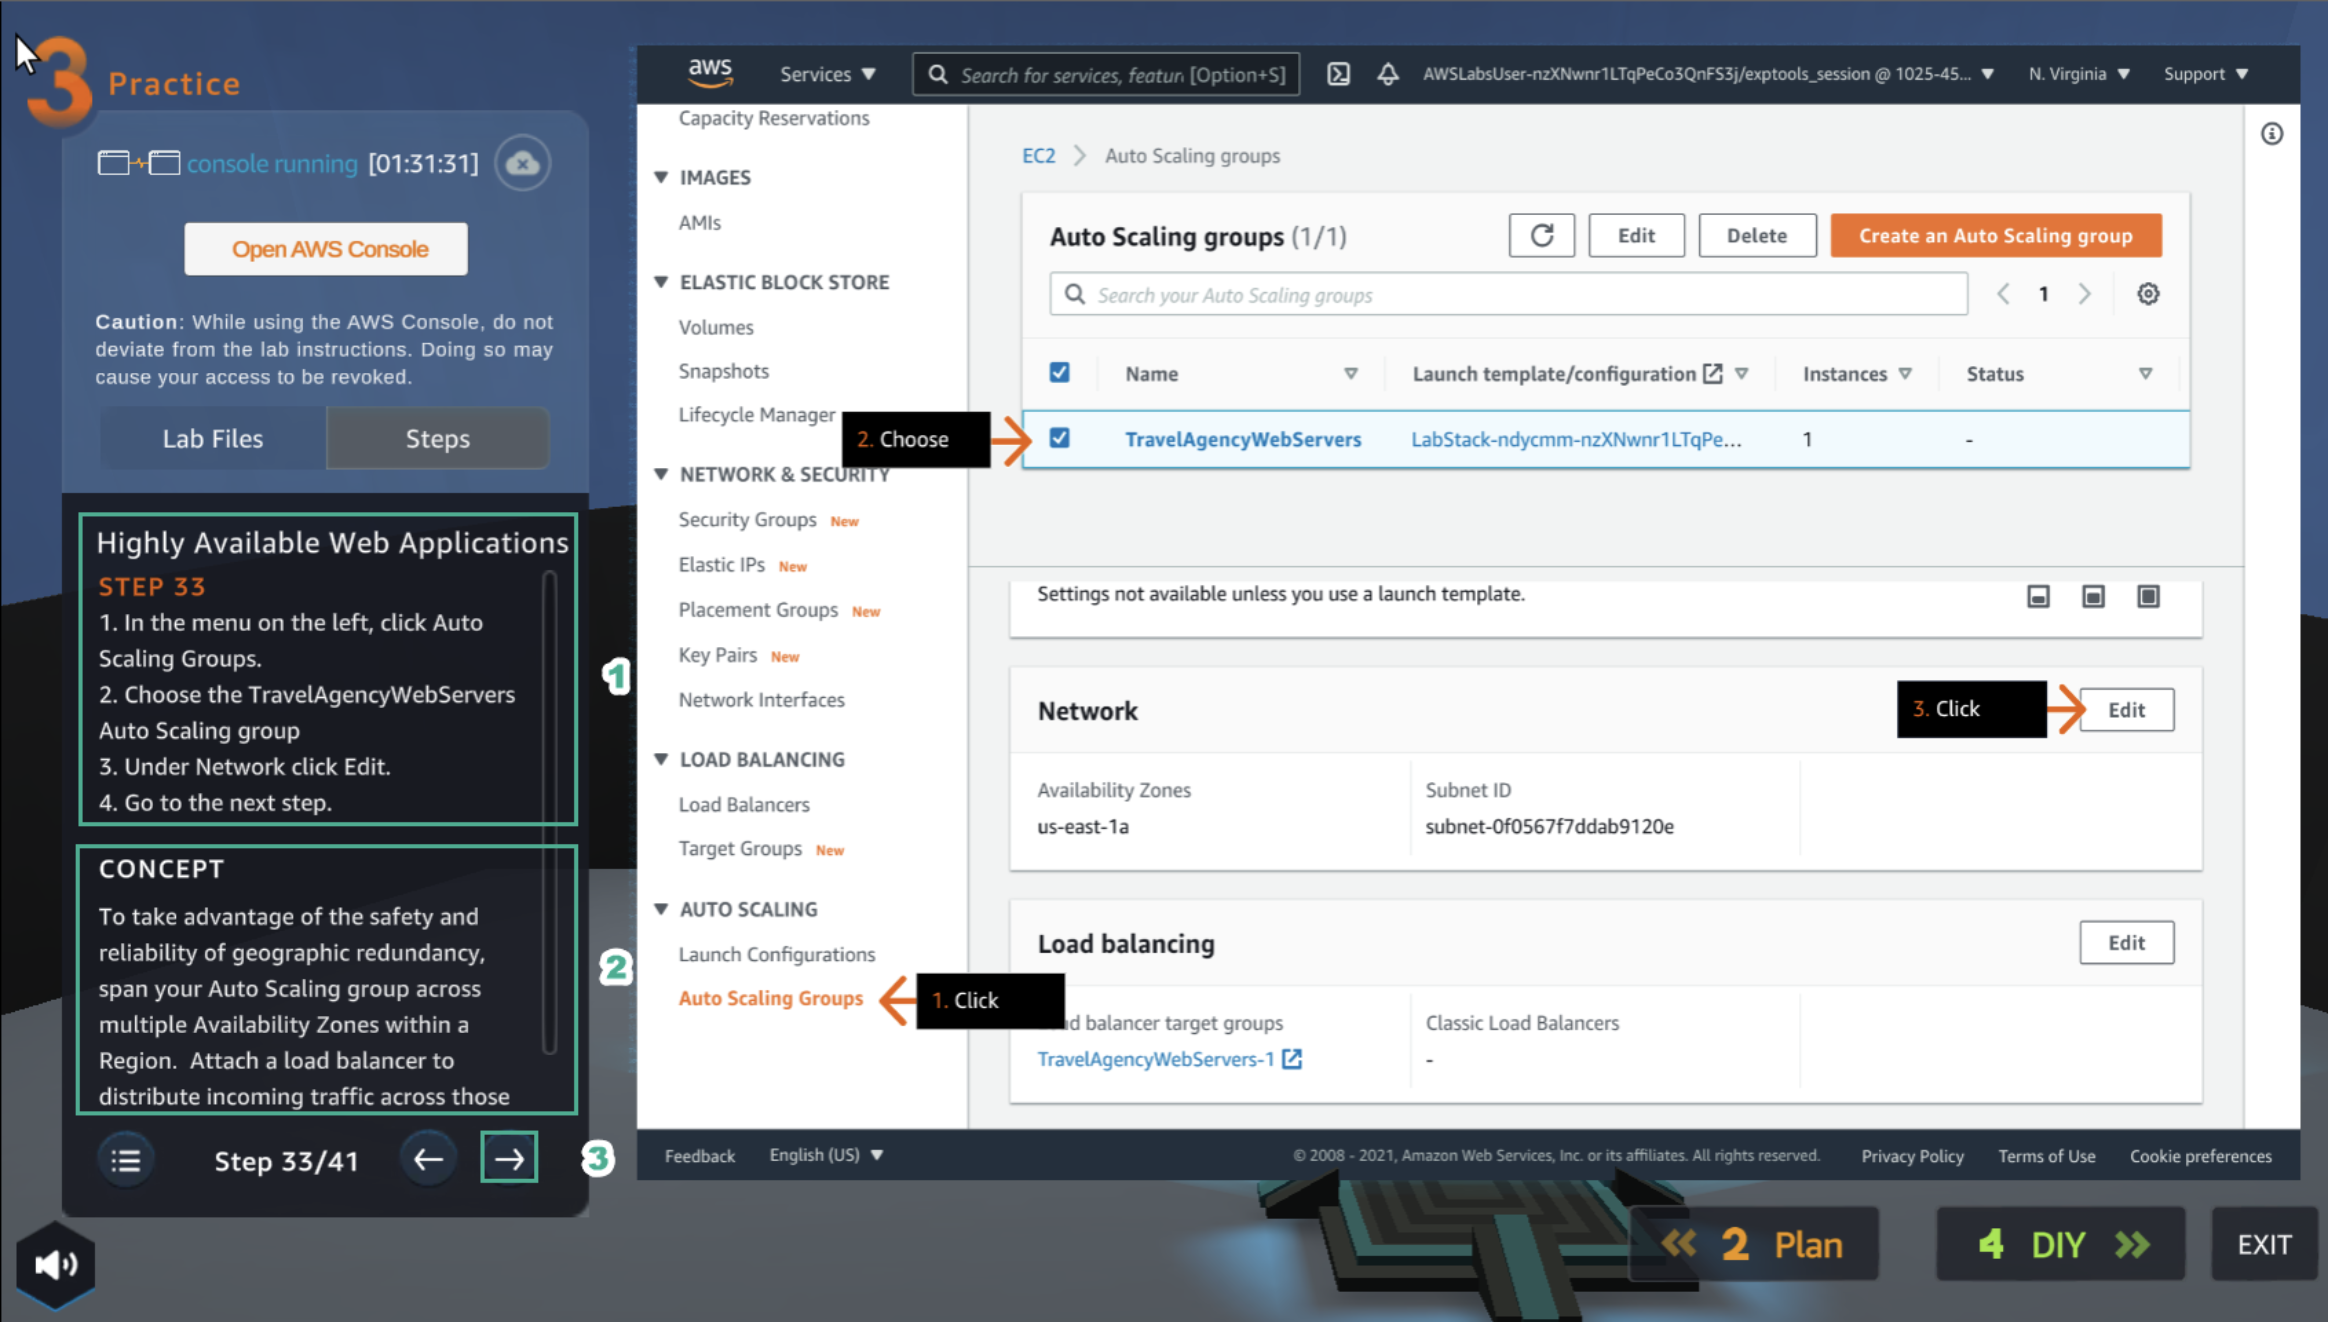 3 Practice
console running [01:31:31]
Open AWS Console
Caution: While using the AWS Console, do not
deviate from the lab instructions. Doing so may
cause your access to be revoked.
Lab Files
Steps
Highly Available Web Applications
STEP 33
1. In the menu on the left, click Auto
Scaling Groups.
2. Choose the TravelAgencyWebServers
Auto Scaling group
3. Under Network click Edit.
4. Go to the next step.
1
CONCEPT
To take advantage of the safety and
reliability of geographic redundancy,
span your Auto Scaling group across
multiple Availability Zones within a
Region. Attach a load balancer to
distribute incoming traffic across those
2
Step 33/41
3
aws
Services
Search for services, featur [Option+S]
AWSLabsUser-nzXNwnr1LTqPeCo3QnFS3j/exptools_session @ 1025-45...
N. Virginia
Support
Capacity Reservations
IMAGES
AMIs
ELASTIC BLOCK STORE
Volumes
Snapshots
Lifecycle Manager
NETWORK & SECURITY
Security Groups New
Elastic IPs New
Placement Groups New
Key Pairs New
Network Interfaces
LOAD BALANCING
Load Balancers
Target Groups New
AUTO SCALING
Launch Configurations
Auto Scaling Groups
1. Click
EC2 > Auto Scaling groups
Auto Scaling groups (1/1)
Edit
Delete
Create an Auto Scaling group
Search your Auto Scaling groups
1
Name
Launch template/configuration
Instances
Status
2. Choose
TravelAgencyWebServers
LabStack-ndycmm-nzXNwnr1LTqPe...
1
-
Settings not available unless you use a launch template.
Network
3. Click
Edit
Availability Zones
us-east-1a
Subnet ID
subnet-0f0567f7ddab9120e
Load balancing
Edit
balancer target groups
TravelAgencyWebServers-1
Classic Load Balancers
-
Feedback
English (US)
© 2008 - 2021, Amazon Web Services, Inc. or its affiliates. All rights reserved.
Privacy Policy
Terms of Use
Cookie preferences
2 Plan
4 DIY
EXIT